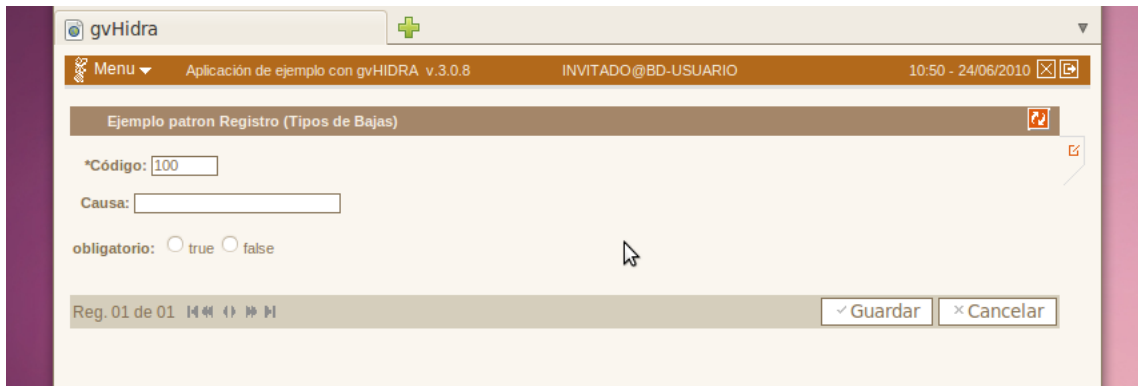 gvHidra
Menu Aplicación de ejemplo con gvHIDRA v.3.0.8 INVITADO@BD-USUARIO 10:50 - 24/06/2010
Ejemplo patron Registro (Tipos de Bajas)
*Código: 100
Causa:
obligatorio: true false
Reg. 01 de 01 Guardar Cancelar